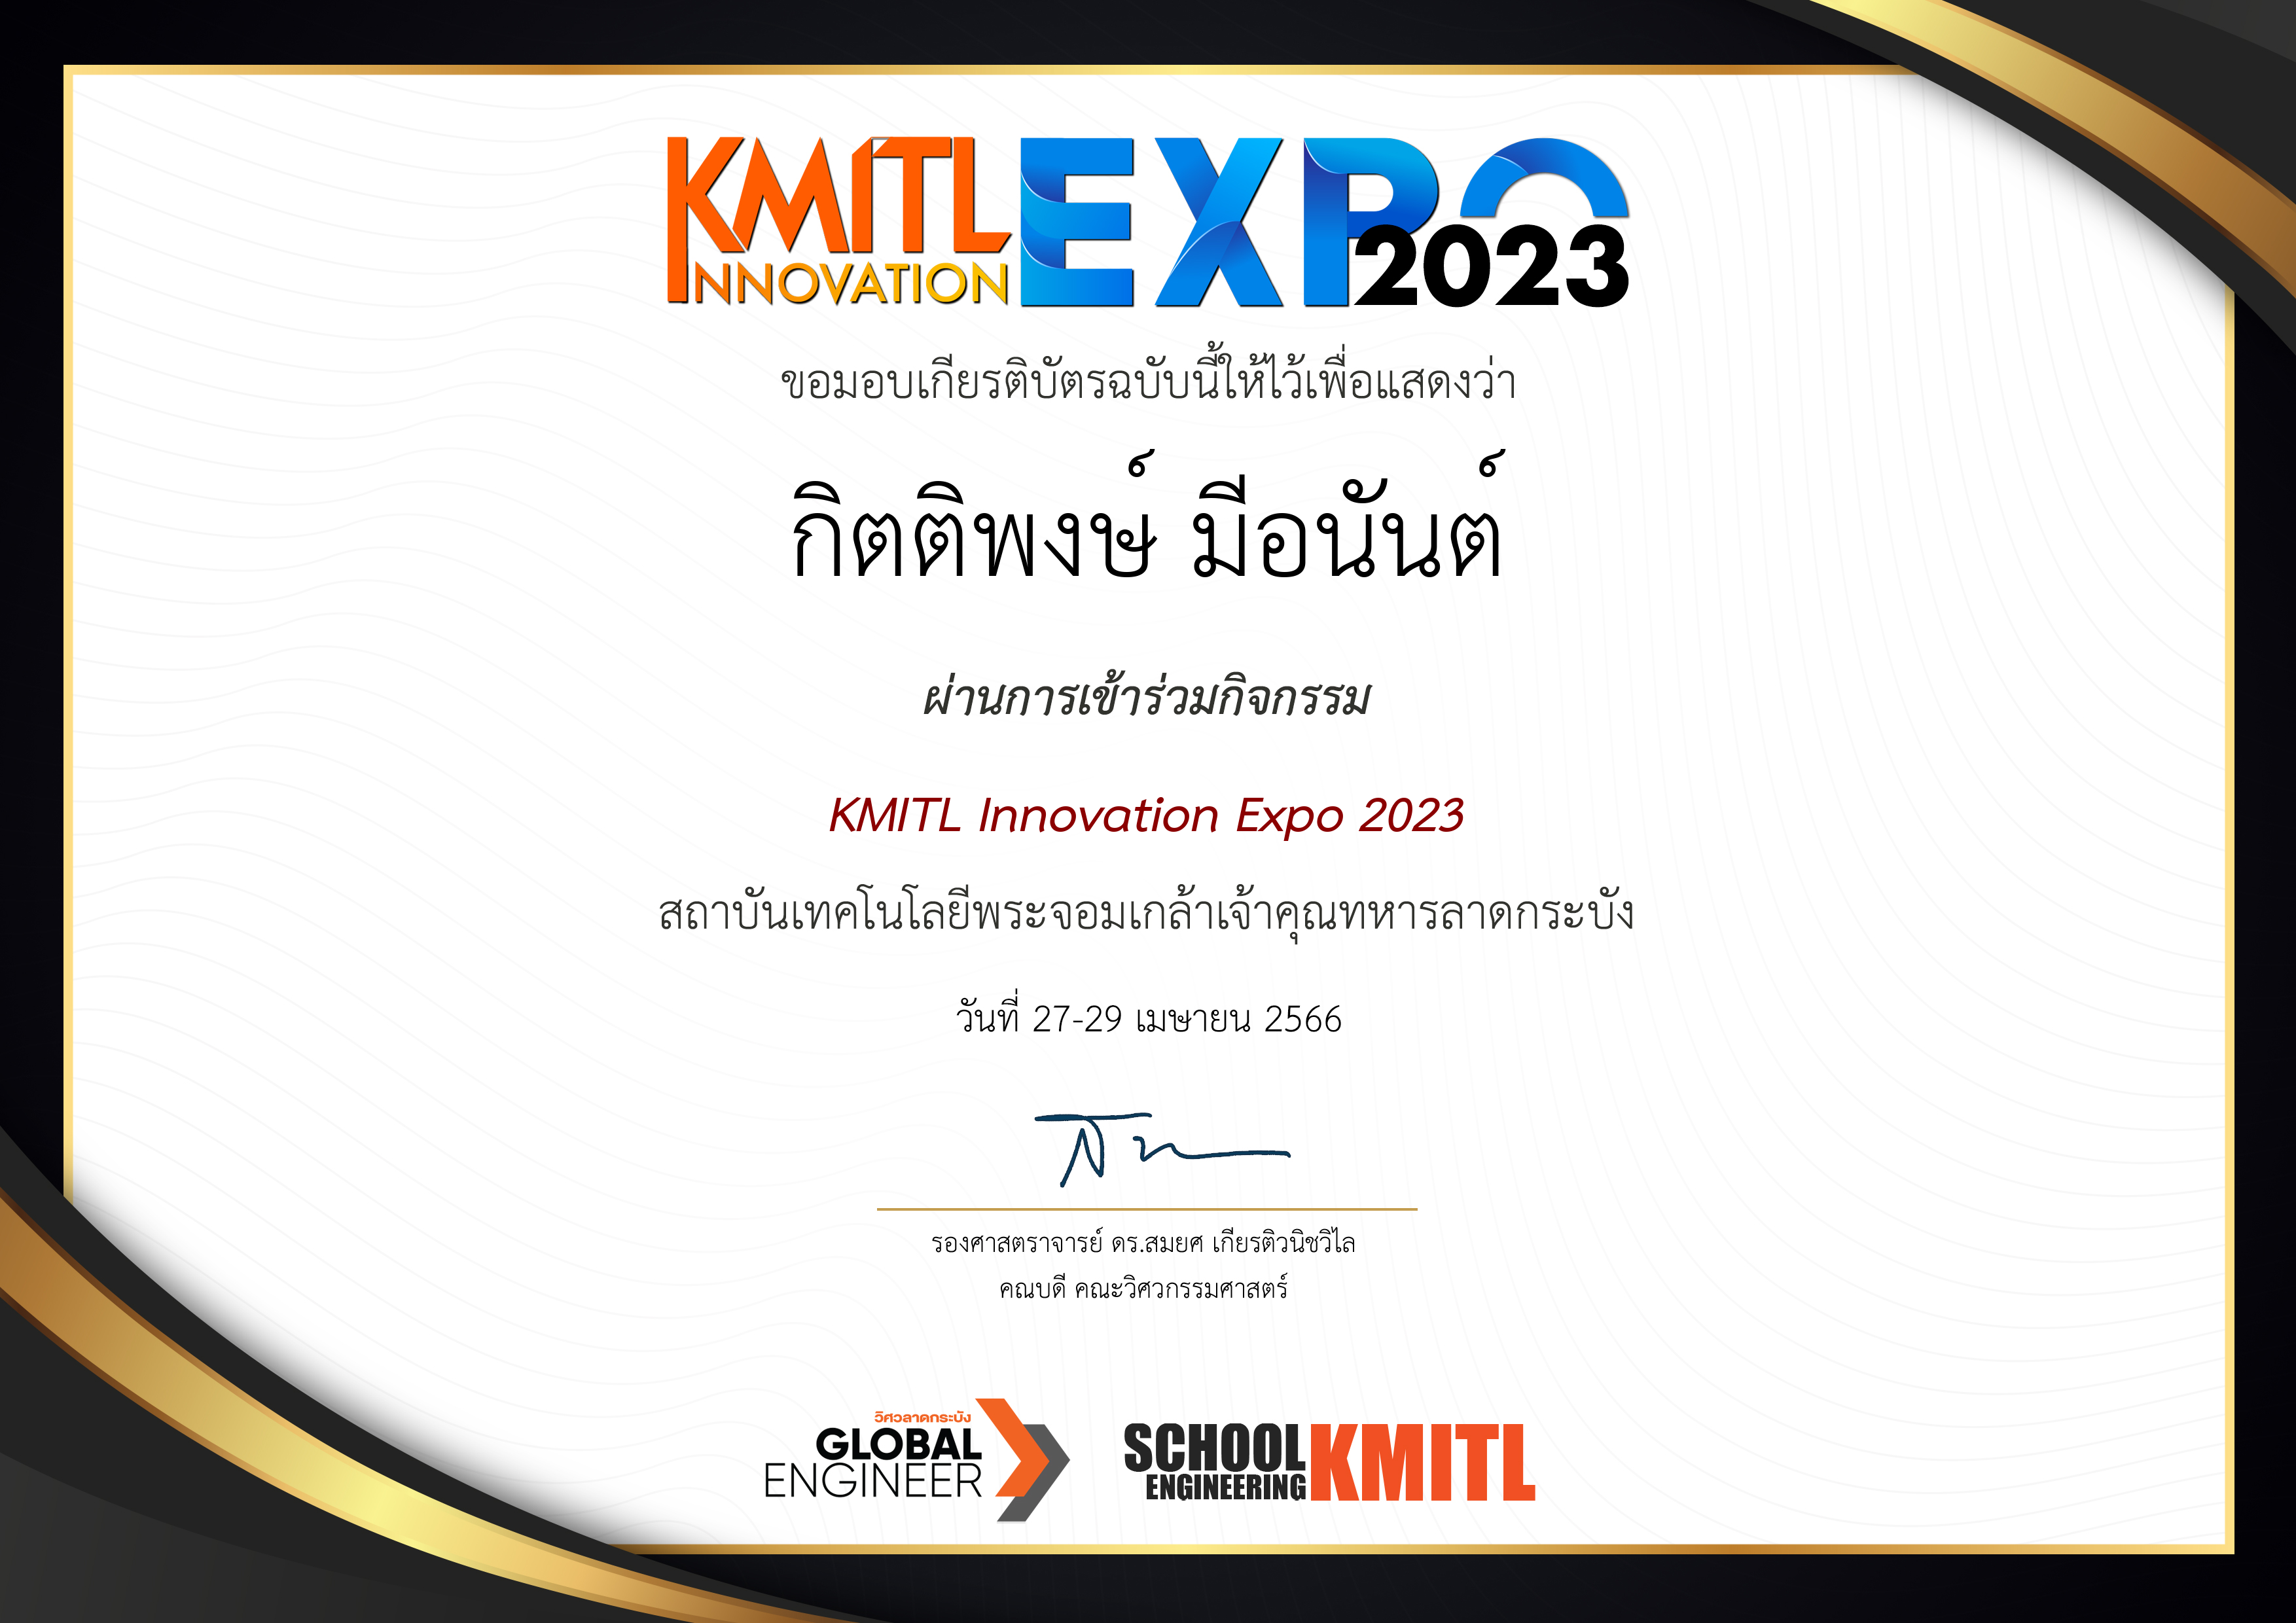 KMITL
INNOVATION
EXPO
2023
ขอมอบเกียรติบัตรฉบับนี้ให้ไว้เพื่อแสดงว่า
กิตติพงษ์ มีอนันต์
ผ่านการเข้าร่วมกิจกรรม
KMITL Innovation Expo 2023
สถาบันเทคโนโลยีพระจอมเกล้าเจ้าคุณทหารลาดกระบัง
วันที่ 27-29 เมษายน 2566
รองศาสตราจารย์ ดร.สมยศ เกียรติวนิชวิไล
คณบดี คณะวิศวกรรมศาสตร์
วิศวลาดกระบัง
GLOBAL
ENGINEER
SCHOOL
ENGINEERING
KMITL